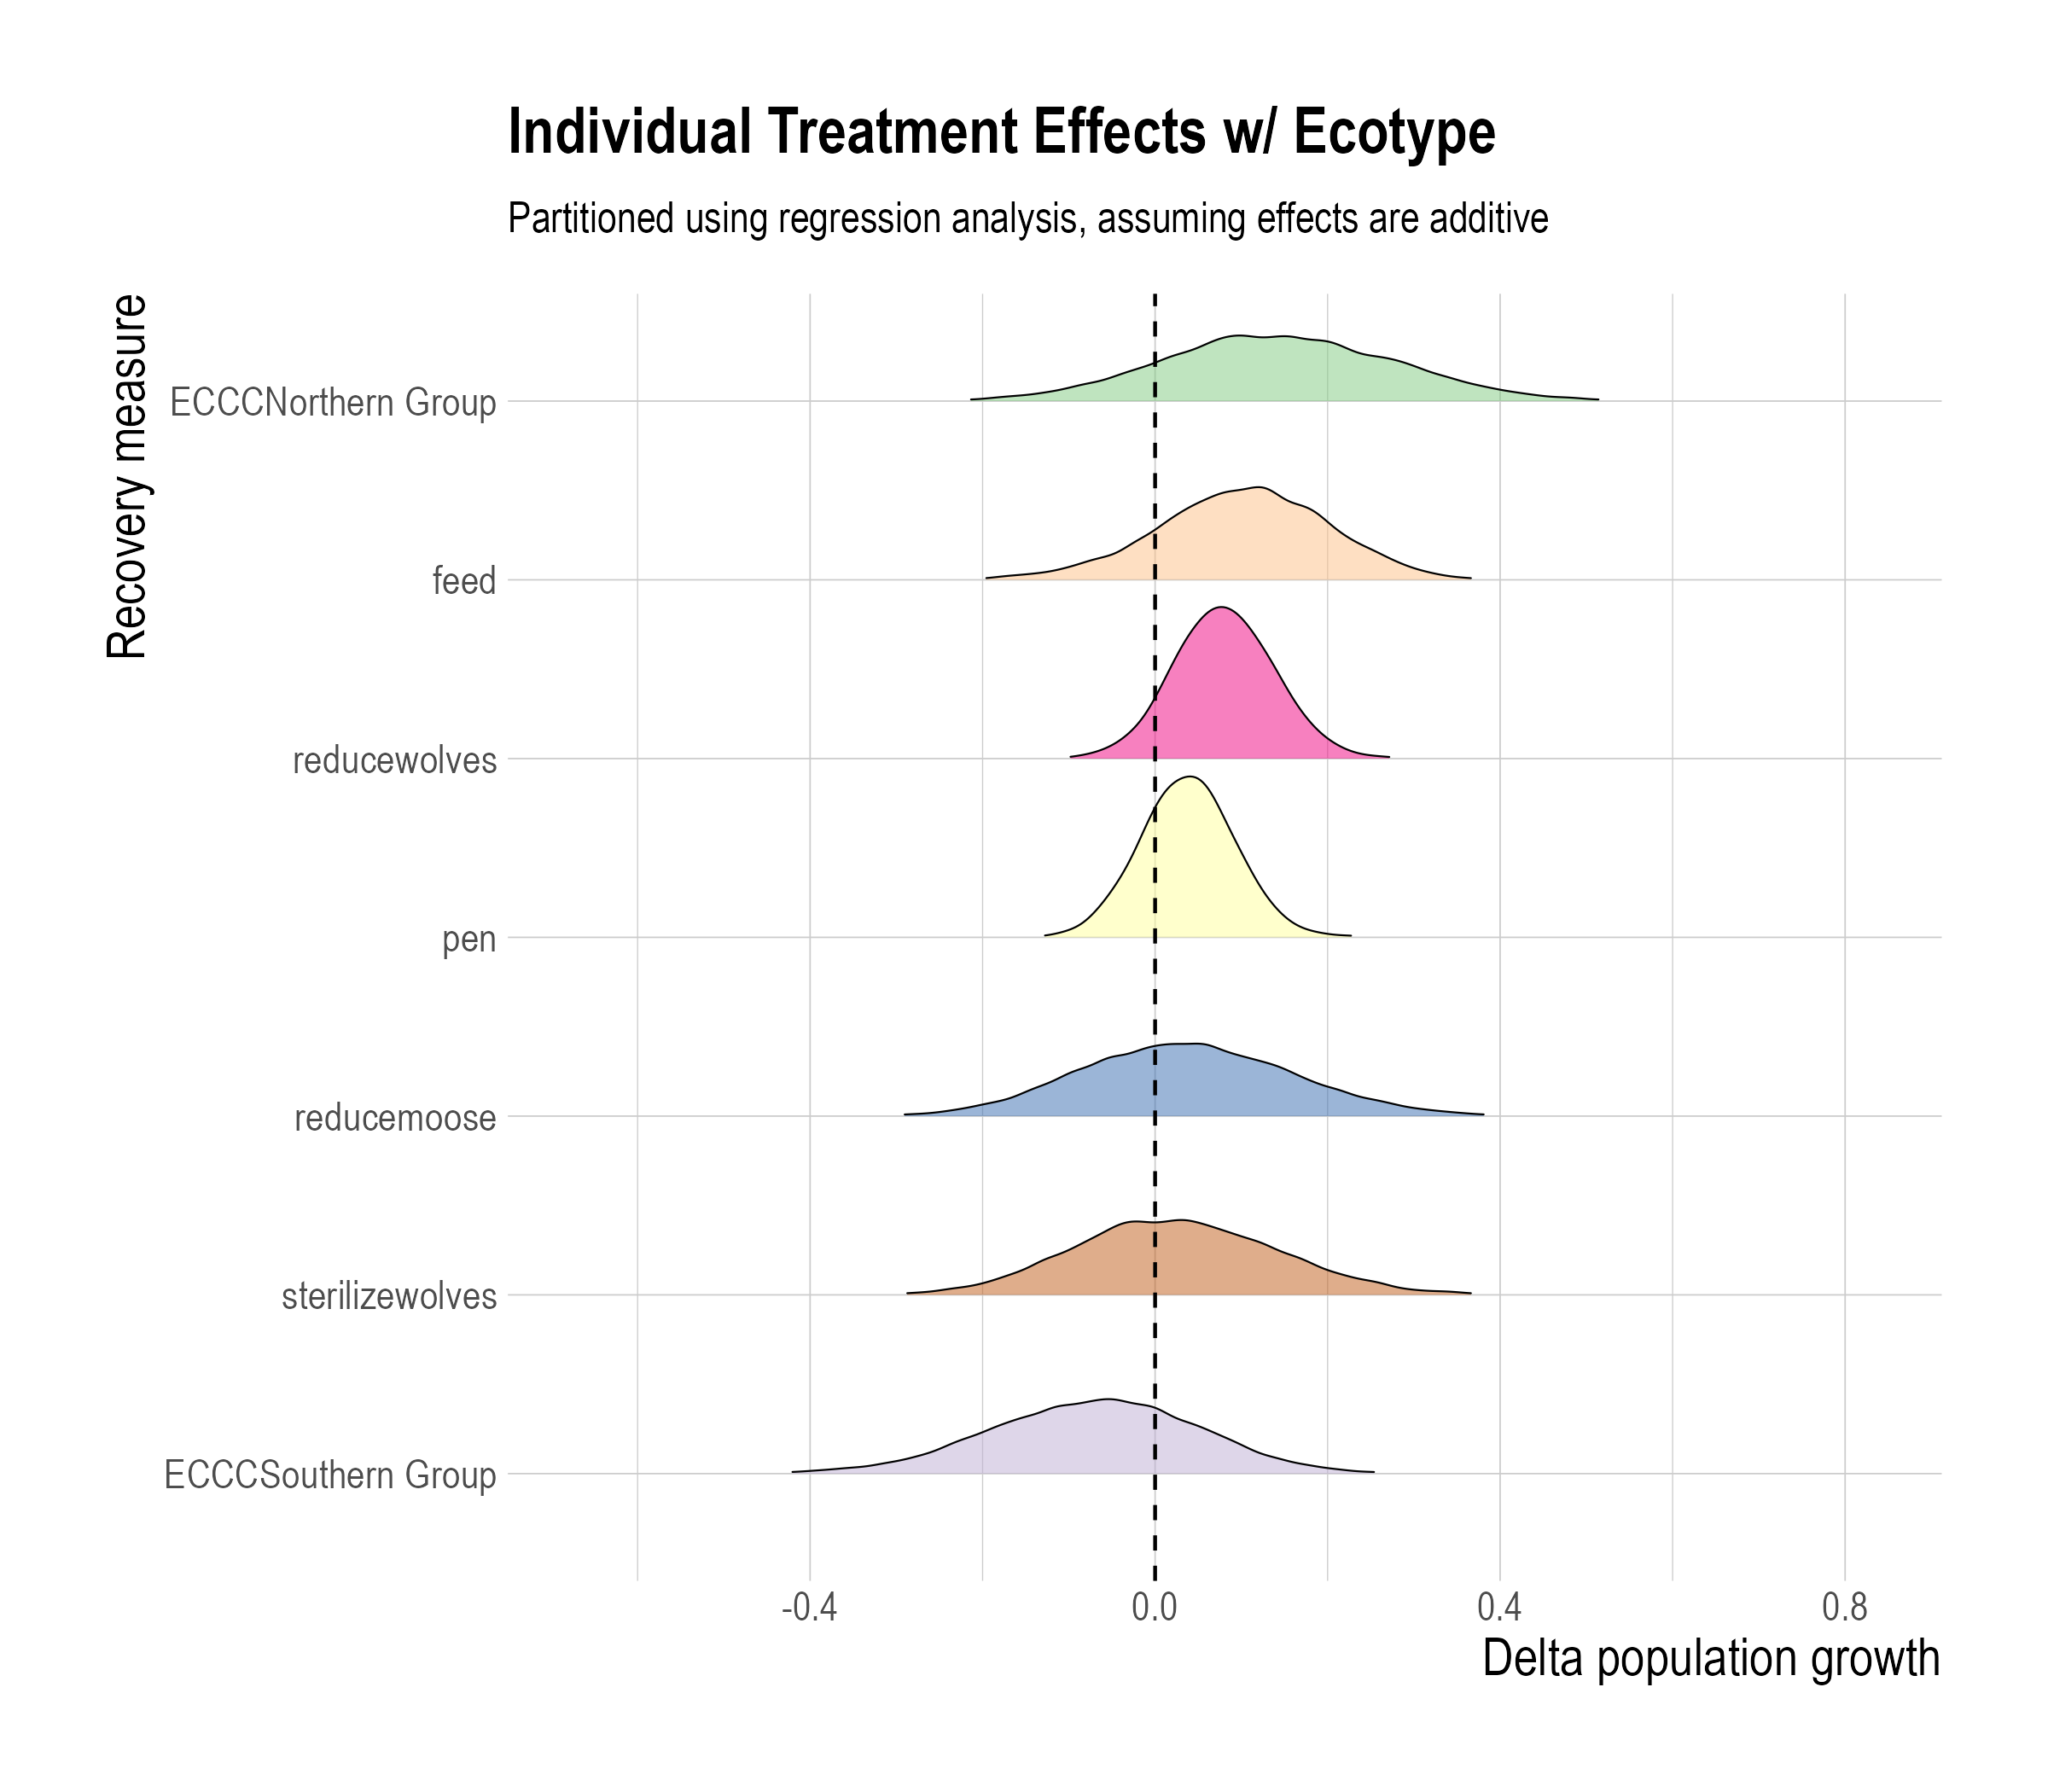 Individual Treatment Effects w/ Ecotype
Partitioned using regression analysis, assuming effects are additive
Recovery measure
ECCCNorthern Group
feed
reducewolves
pen
reducemoose
sterilizewolves
ECCCSouthern Group
-0.4 0.0 0.4 0.8
Delta population growth